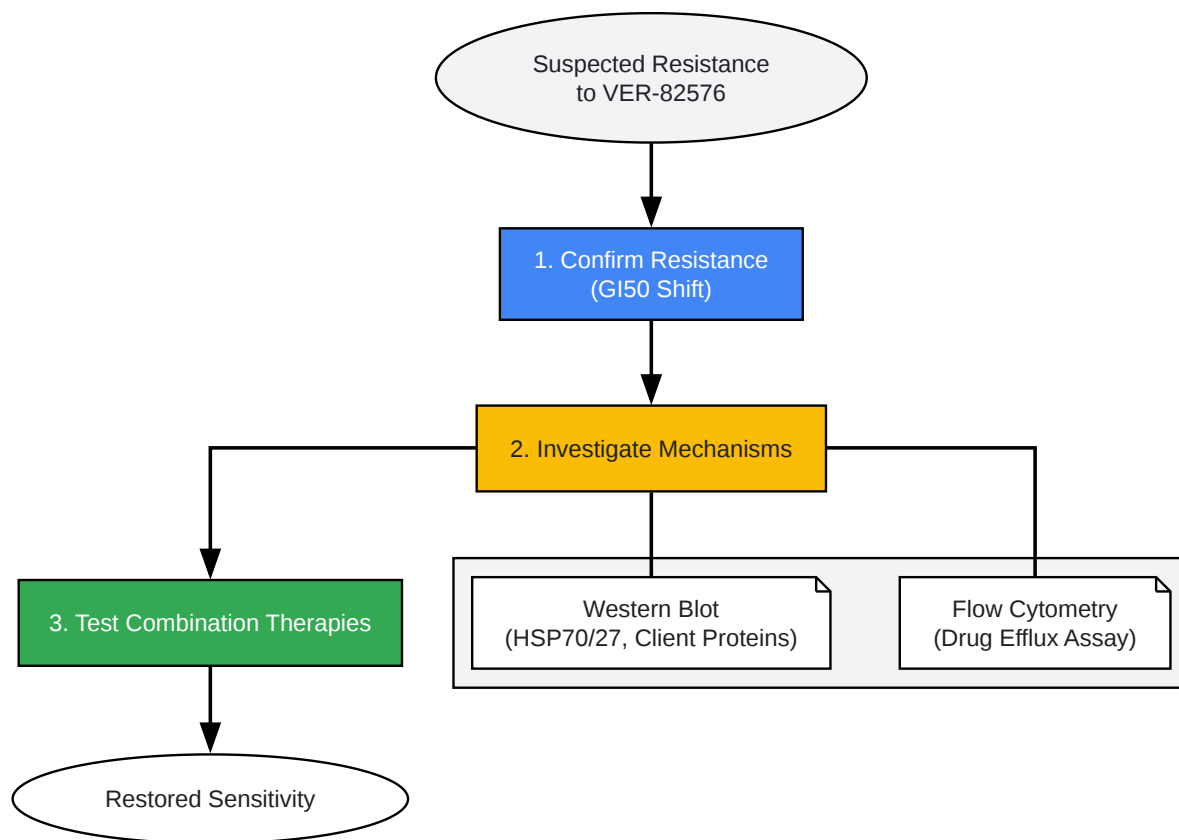 Suspected Resistance
to VER-82576
1. Confirm Resistance
(GI50 Shift)
2. Investigate Mechanisms
3. Test Combination Therapies
Western Blot
(HSP70/27, Client Proteins)
Flow Cytometry
(Drug Efflux Assay)
Restored Sensitivity